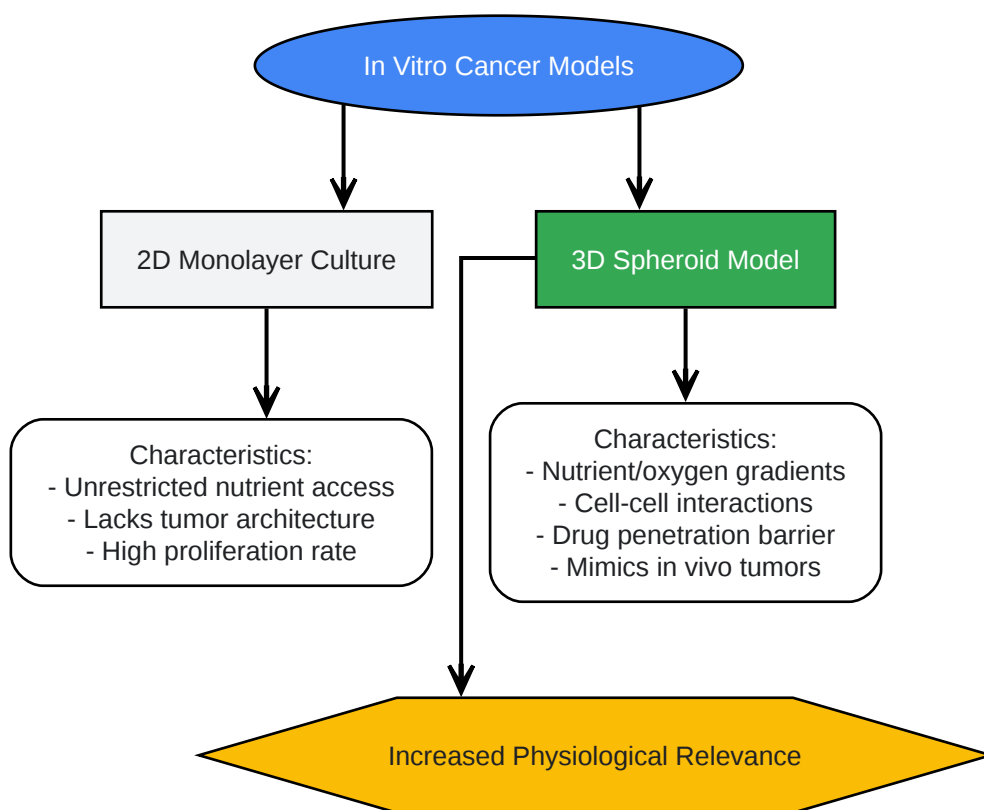 In Vitro Cancer Models
2D Monolayer Culture
3D Spheroid Model
Characteristics:
- Unrestricted nutrient access
- Lacks tumor architecture
- High proliferation rate
Characteristics:
- Nutrient/oxygen gradients
- Cell-cell interactions
- Drug penetration barrier
- Mimics in vivo tumors
Increased Physiological Relevance